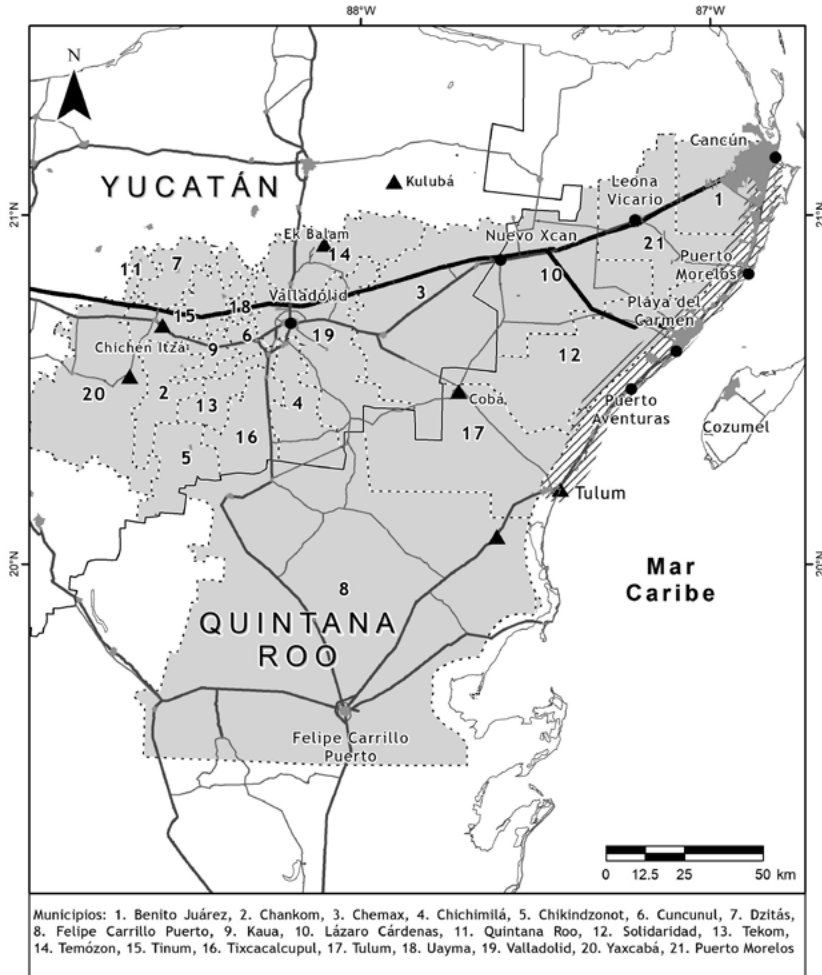 88°W
87°W
N
Cancún
YUCATÁN
Kulubá
Leona
Vicario
1
21°N
21°N
Ek Balam
14
Nuevo Xcan
21
11
7
Puerto
Morelos
10
Valladolid
3
18
15
Playa del
Carmen
6
19
Chichen Itzá
9
12
20
2
Cobá
4
13
Puerto
Aventuras
17
16
Cozumel
5
Tulum
20°N
20°N
Mar
Caribe
8
QUINTANA
ROO
Felipe Carrillo
Puerto
0 12.5 25 50 km
Municipios: 1. Benito Juárez, 2. Chankom, 3. Chemax, 4. Chichimilá, 5. Chikindzonot, 6. Cuncunul, 7. Dzitás,
8. Felipe Carrillo Puerto, 9. Kaua, 10. Lázaro Cárdenas, 11. Quintana Roo, 12. Solidaridad, 13. Tekom,
14. Temózon, 15. Tinum, 16. Tixcacalcupul, 17. Tulum, 18. Uayma, 19. Valladolid, 20. Yaxcabá, 21. Puerto Morelos